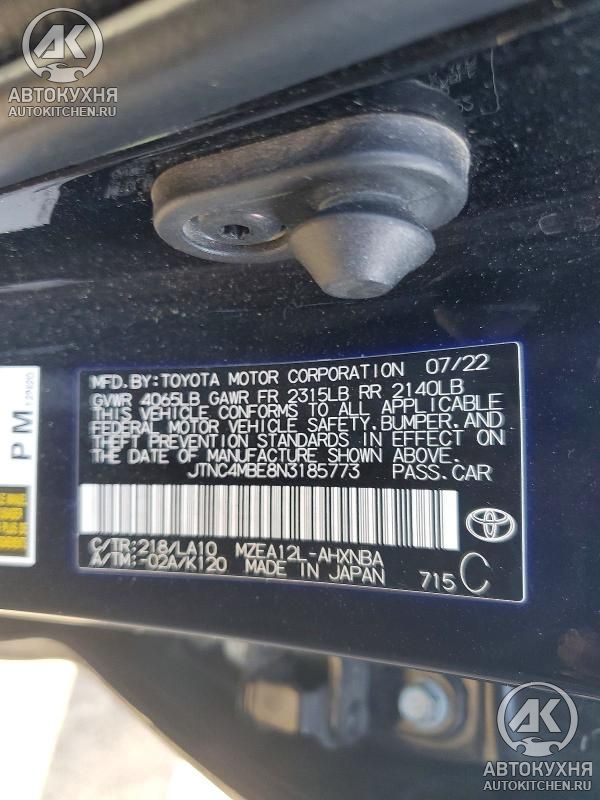 АВТОКУХНЯ
AUTOKITCHEN.RU
MFD.BY:TOYOTA MOTOR CORPORATION 07/22
GVWR 4065LB GAWR FR 2315LB RR 2140LB
THIS VEHICLE CONFORMS TO ALL APPLICABLE
FEDERAL MOTOR VEHICLE SAFETY,BUMPER,AND
THEFT PREVENTION STANDARDS IN EFFECT ON
THE DATE OF MANUFACTURE SHOWN ABOVE.
JTNC4MBE8N3185773 PASS.CAR
C/TR:218/LA10 MZEA12L-AHXNBA
A/TM:-02A/K120 MADE IN JAPAN 715 C
PM
АВТОКУХНЯ
AUTOKITCHEN.RU